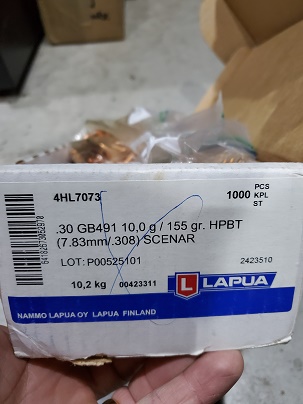 4HL7073
1000 PCS
KPL
ST
.30 GB491 10,0 g / 155 gr. HPBT
(7.83mm/.308) SCENAR
LOT: P00525101
2423510
10,2 kg 00423311
L LAPUA
NAMMO LAPUA OY LAPUA FINLAND